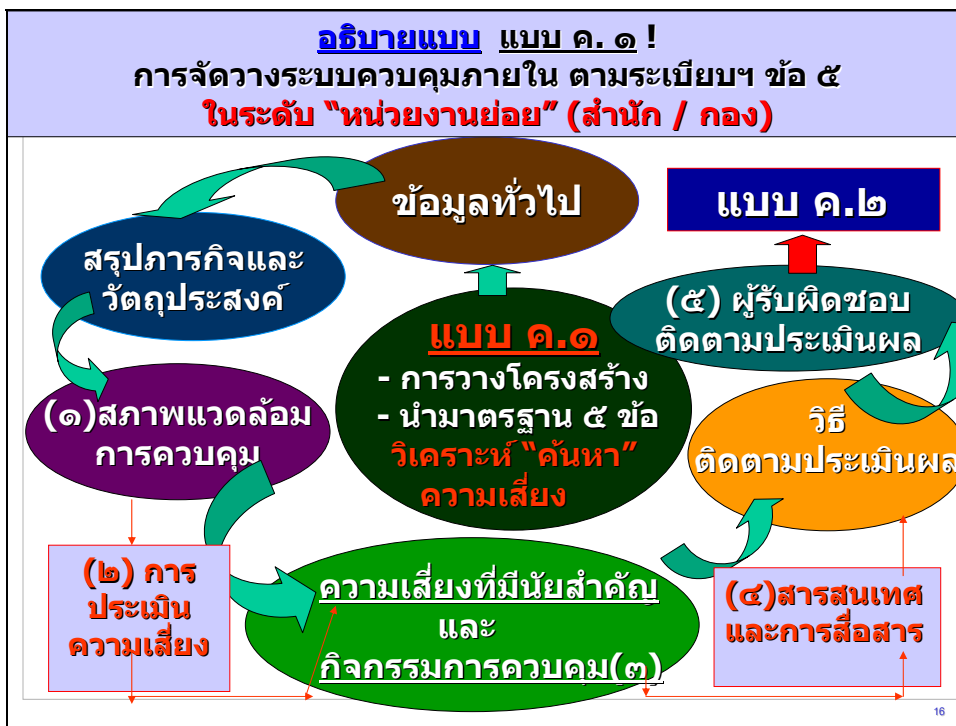 อธิบายแบบ แบบ ค. ๑ !
การจัดวางระบบควบคุมภายใน ตามระเบียบฯ ข้อ ๕
ในระดับ “หน่วยงานย่อย” (สำนัก / กอง)
ข้อมูลทั่วไป
แบบ ค.๒
สรุปภารกิจและ
วัตถุประสงค์
(๕) ผู้รับผิดชอบ
ติดตามประเมินผล
แบบ ค.๑
- การวางโครงสร้าง
- นำมาตรฐาน ๕ ข้อ
วิเคราะห์ “ค้นหา”
ความเสี่ยง
(๑)สภาพแวดล้อม
การควบคุม
วิธี
ติดตามประเมินผล
(๒) การ
ประเมิน
ความเสี่ยง
ความเสี่ยงที่มีนัยสำคัญ
และ
กิจกรรมการควบคุม(๓)
(๔)สารสนเทศ
และการสื่อสาร
16